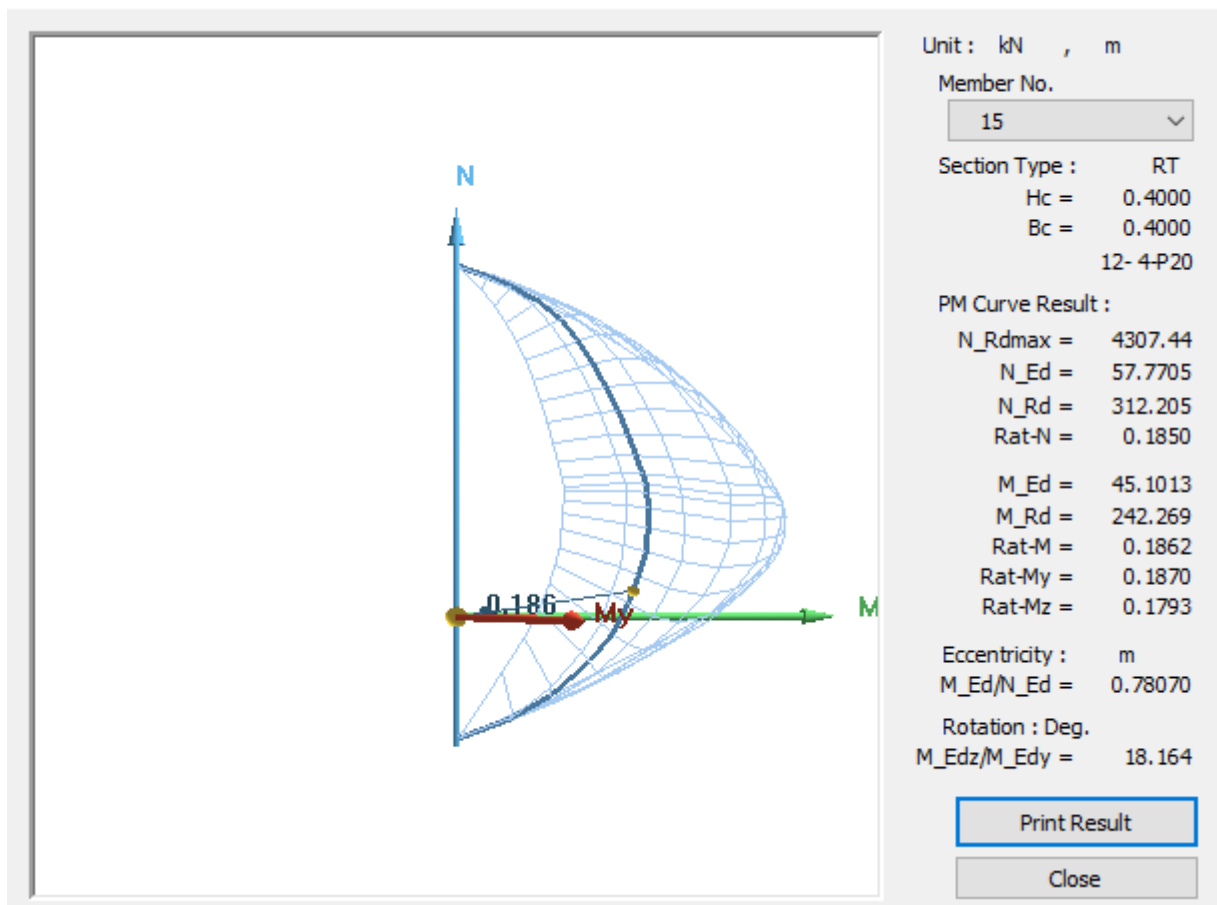 N
0.186
My
M
Unit : kN , m
Member No.
15
Section Type : RT
Hc = 0.4000
Bc = 0.4000
12- 4-P20
PM Curve Result :
N_Rdmax = 4307.44
N_Ed = 57.7705
N_Rd = 312.205
Rat-N = 0.1850
M_Ed = 45.1013
M_Rd = 242.269
Rat-M = 0.1862
Rat-My = 0.1870
Rat-Mz = 0.1793
Eccentricity : m
M_Ed/N_Ed = 0.78070
Rotation : Deg.
M_Edz/M_Edy = 18.164
Print Result
Close